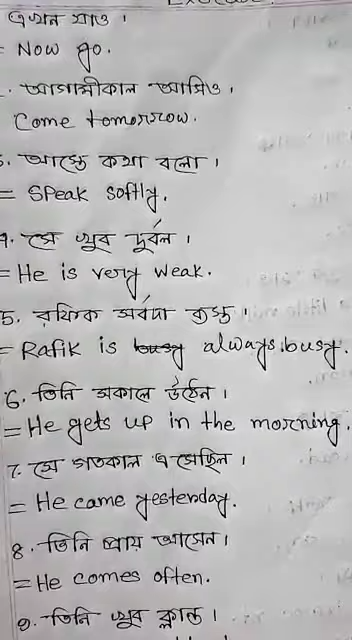 এখন যাও।
= Now go.
. আগামীকাল আসিও।
Come tomorrow.
3. আস্তে কথা বলো।
= Speak softly.
4. সে খুব দুর্বল।
= He is very weak.
5. রফিক সর্বদা ব্যস্ত।
= Rafik is busy always busy.
6. তিনি সকালে উঠেন।
= He gets up in the morning.
7. সে গতকাল এসেছিল।
= He came yesterday.
8. তিনি প্রায় আসেন।
= He comes often.
9. তিনি খুব ক্লান্ত।